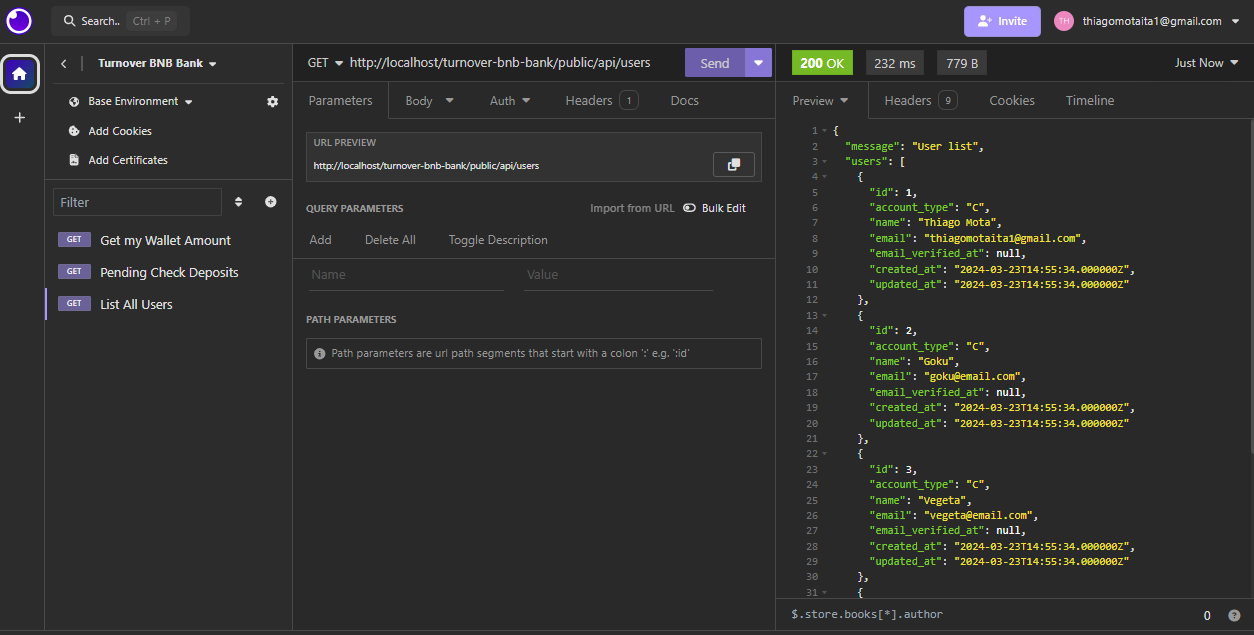 Search.. Ctrl + P
Invite
TH thiagomotaita1@gmail.com
Turnover BNB Bank
Base Environment
Add Cookies
Add Certificates
Filter
GET Get my Wallet Amount
GET Pending Check Deposits
GET List All Users
GET http://localhost/turnover-bnb-bank/public/api/users Send
Parameters Body Auth Headers 1 Docs
URL PREVIEW
http://localhost/turnover-bnb-bank/public/api/users
QUERY PARAMETERS Import from URL Bulk Edit
Add Delete All Toggle Description
Name Value
PATH PARAMETERS
Path parameters are url path segments that start with a colon ':' e.g. ':id'
200 OK 232 ms 779 B Just Now
Preview Headers 9 Cookies Timeline
1 {
2 "message": "User list",
3 "users": [
4 {
5 "id": 1,
6 "account_type": "C",
7 "name": "Thiago Mota",
8 "email": "thiagomotaita1@gmail.com",
9 "email_verified_at": null,
10 "created_at": "2024-03-23T14:55:34.000000Z",
11 "updated_at": "2024-03-23T14:55:34.000000Z"
12 },
13 {
14 "id": 2,
15 "account_type": "C",
16 "name": "Goku",
17 "email": "goku@email.com",
18 "email_verified_at": null,
19 "created_at": "2024-03-23T14:55:34.000000Z",
20 "updated_at": "2024-03-23T14:55:34.000000Z"
21 },
22 {
23 "id": 3,
24 "account_type": "C",
25 "name": "Vegeta",
26 "email": "vegeta@email.com",
27 "email_verified_at": null,
28 "created_at": "2024-03-23T14:55:34.000000Z",
29 "updated_at": "2024-03-23T14:55:34.000000Z"
30 },
31 {
$.store.books[*].author 0